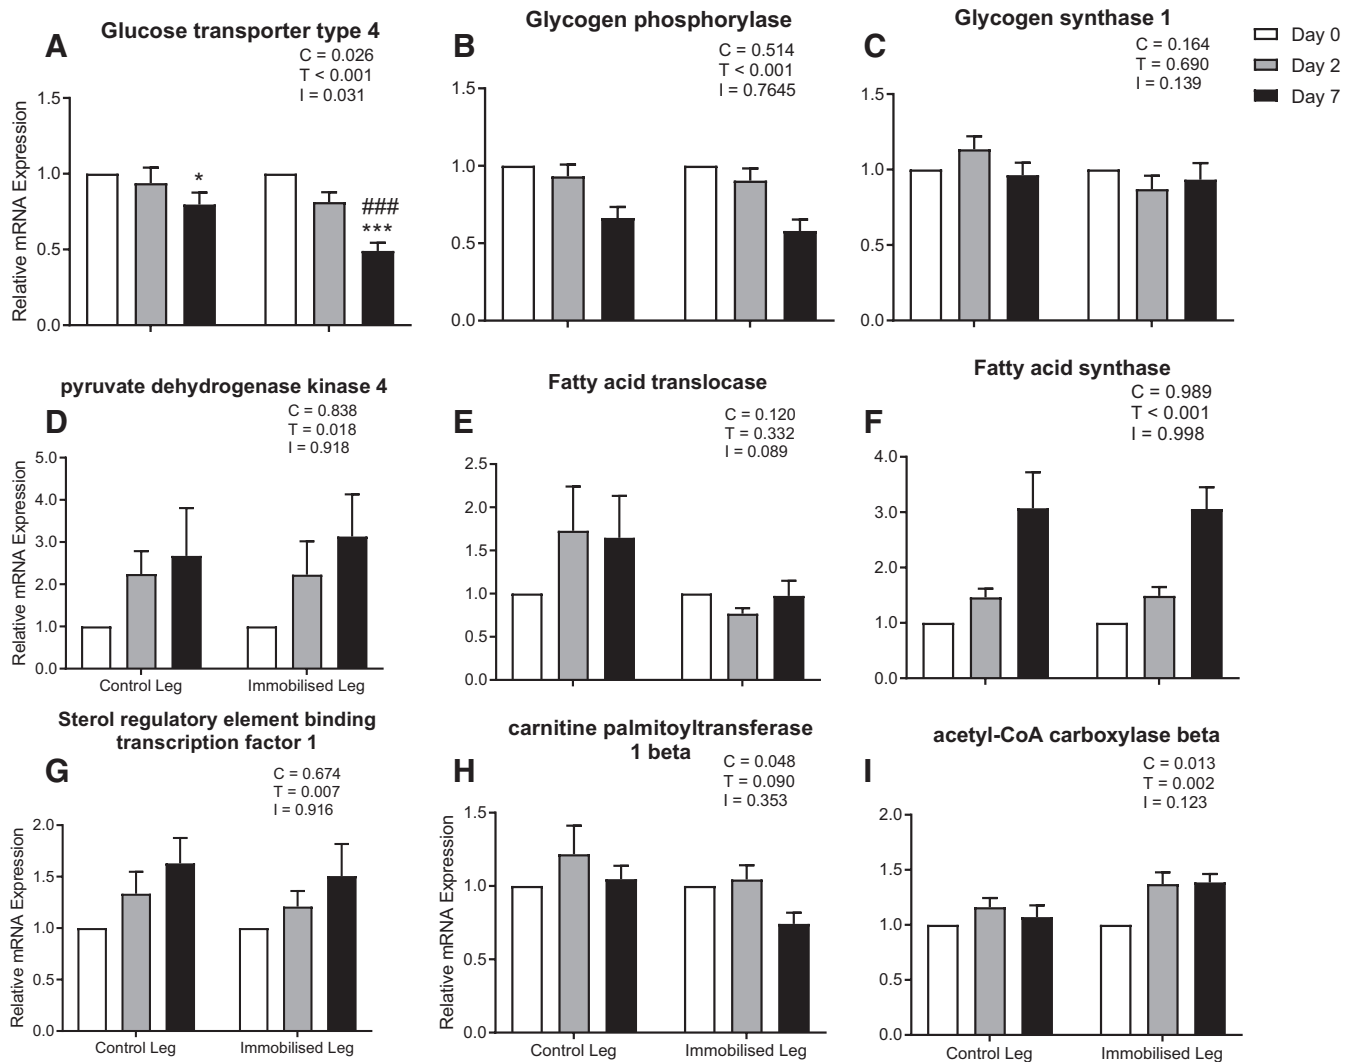 A
Glucose transporter type 4
C = 0.026
T < 0.001
I = 0.031
Relative mRNA Expression
1.5
1.0
0.5
0.0
*
###
***
B
Glycogen phosphorylase
C = 0.514
T < 0.001
I = 0.7645
1.5
1.0
0.5
0.0
C
Glycogen synthase 1
C = 0.164
T = 0.690
I = 0.139
1.5
1.0
0.5
0.0
Day 0
Day 2
Day 7
pyruvate dehydrogenase kinase 4
D
C = 0.838
T = 0.018
I = 0.918
Relative mRNA Expression
5.0
4.0
3.0
2.0
1.0
0.0
Control Leg
Immobilised Leg
Fatty acid translocase
E
C = 0.120
T = 0.332
I = 0.089
2.5
2.0
1.5
1.0
0.5
0.0
Fatty acid synthase
F
C = 0.989
T < 0.001
I = 0.998
4.0
3.0
2.0
1.0
0.0
Sterol regulatory element binding
transcription factor 1
G
C = 0.674
T = 0.007
I = 0.916
Relative mRNA Expression
2.0
1.5
1.0
0.5
0.0
Control Leg
Immobilised Leg
carnitine palmitoyltransferase
1 beta
H
C = 0.048
T = 0.090
I = 0.353
Relative mRNA Expression
1.5
1.0
0.5
0.0
Control Leg
Immobilised Leg
acetyl-CoA carboxylase beta
I
C = 0.013
T = 0.002
I = 0.123
2.0
1.5
1.0
0.5
0.0
Control Leg
Immobilised Leg